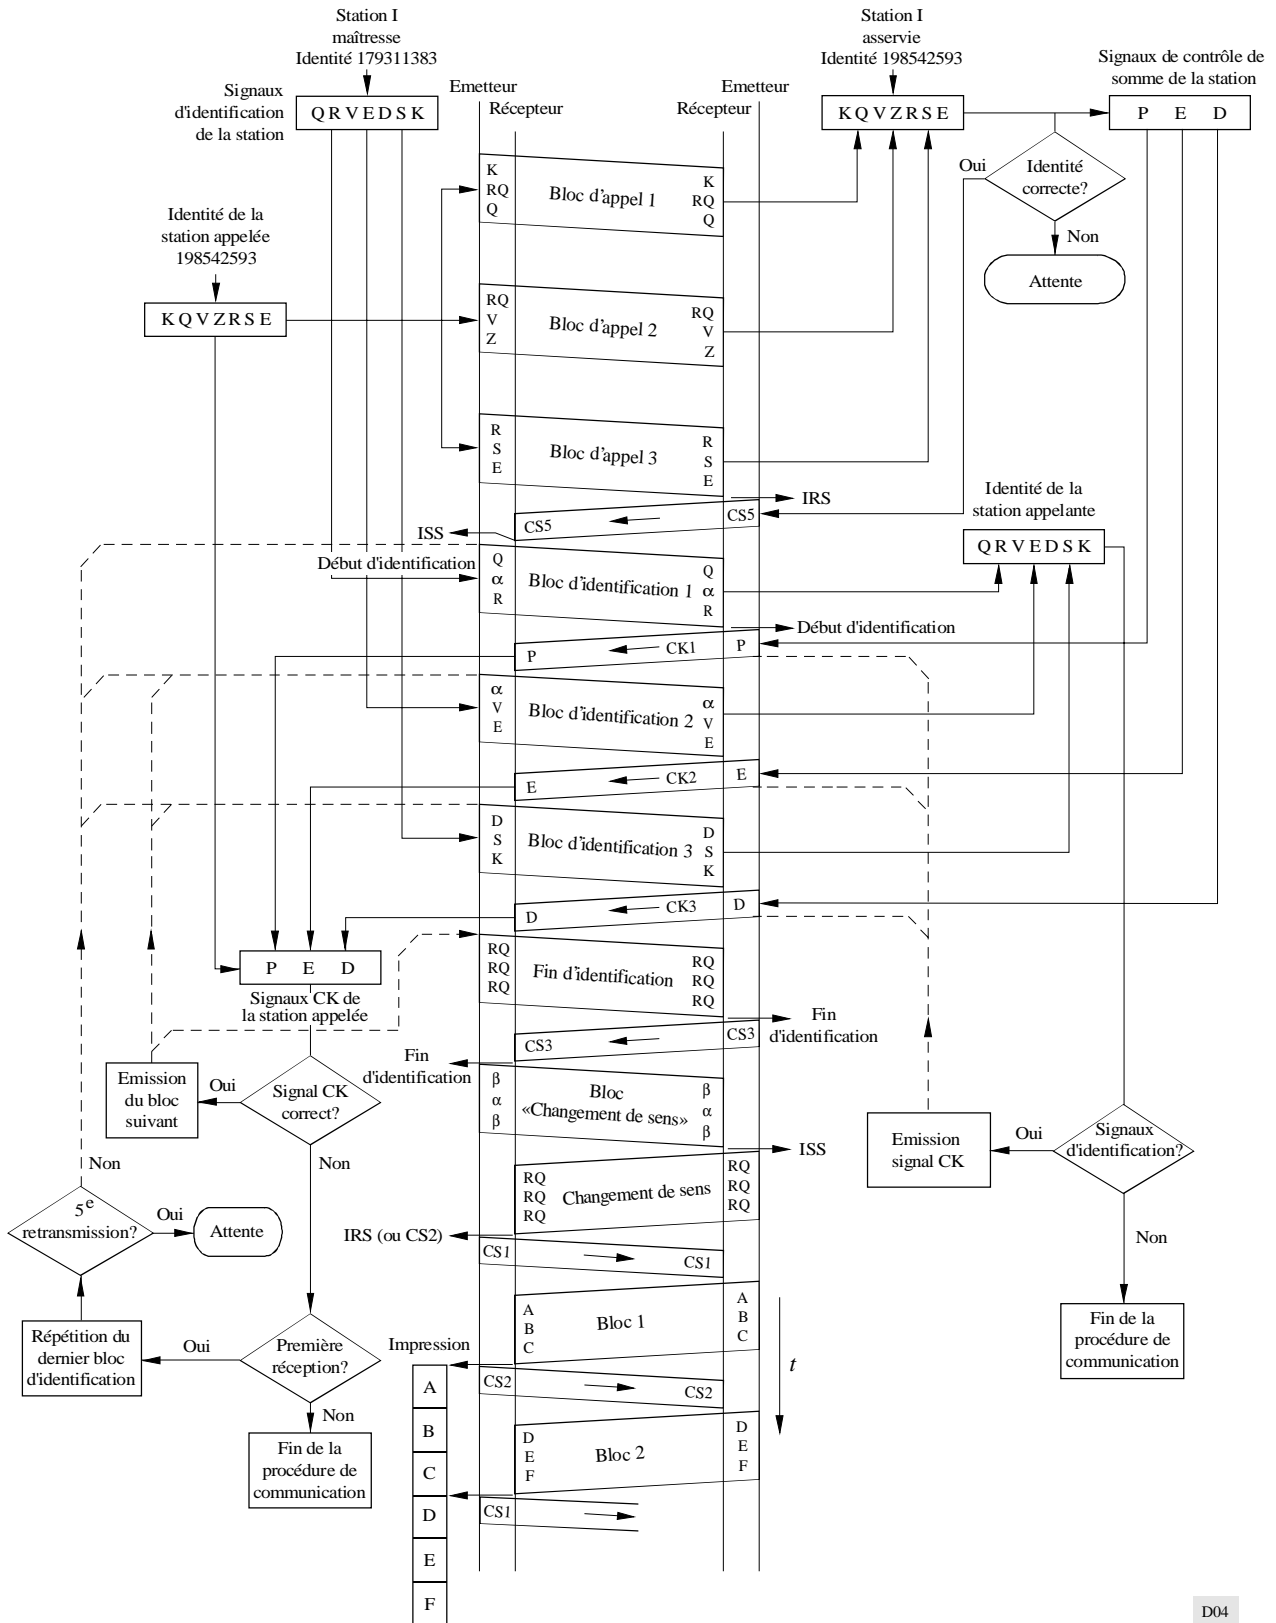 Station I
maîtresse
Identité 179311383
Station I
asservie
Identité 198542593
Signaux de contrôle de
somme de la station
Signaux
d'identification
de la station
Q R V E D S K
Emetteur
Récepteur
Emetteur
Récepteur
K Q V Z R S E
P E D
K
RQ
Q
Bloc d'appel 1
K
RQ
Q
Oui
Identité
correcte?
Non
Attente
Identité de la
station appelée
198542593
K Q V Z R S E
RQ
V
Z
Bloc d'appel 2
RQ
V
Z
R
S
E
Bloc d'appel 3
R
S
E
IRS
CS5
CS5
ISS
Identité de la
station appelante
Q R V E D S K
Début d'identification
Q
α
R
Bloc d'identification 1
Q
α
R
Début d'identification
P
CK1
P
α
V
E
Bloc d'identification 2
α
V
E
E
CK2
E
D
S
K
Bloc d'identification 3
D
S
K
D
CK3
D
P E D
Signaux CK de
la station appelée
RQ
RQ
RQ
Fin d'identification
RQ
RQ
RQ
Fin
d'identification
CS3
CS3
Fin
d'identification
Emission
du bloc
suivant
Oui
Signal CK
correct?
Non
β
α
β
Bloc
«Changement de sens»
β
α
β
ISS
Emission
signal CK
Oui
Signaux
d'identification?
Non
RQ
RQ
RQ
Changement de sens
RQ
RQ
RQ
Non
5e
retransmission?
Oui
Attente
IRS (ou CS2)
CS1
CS1
A
B
C
Bloc 1
A
B
C
Fin de la
procédure de
communication
Répétition du
dernier bloc
d'identification
Oui
Première
réception?
Non
Impression
t
CS2
CS2
D
E
F
Bloc 2
D
E
F
Fin de la
procédure de
communication
CS1
A
B
C
D
E
F
D04